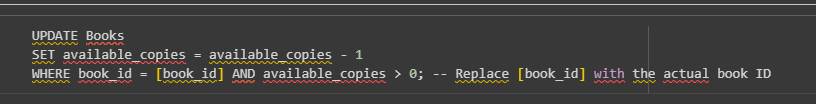 UPDATE Books
SET available_copies = available_copies - 1
WHERE book_id = [book_id] AND available_copies > 0; -- Replace [book_id] with the actual book ID